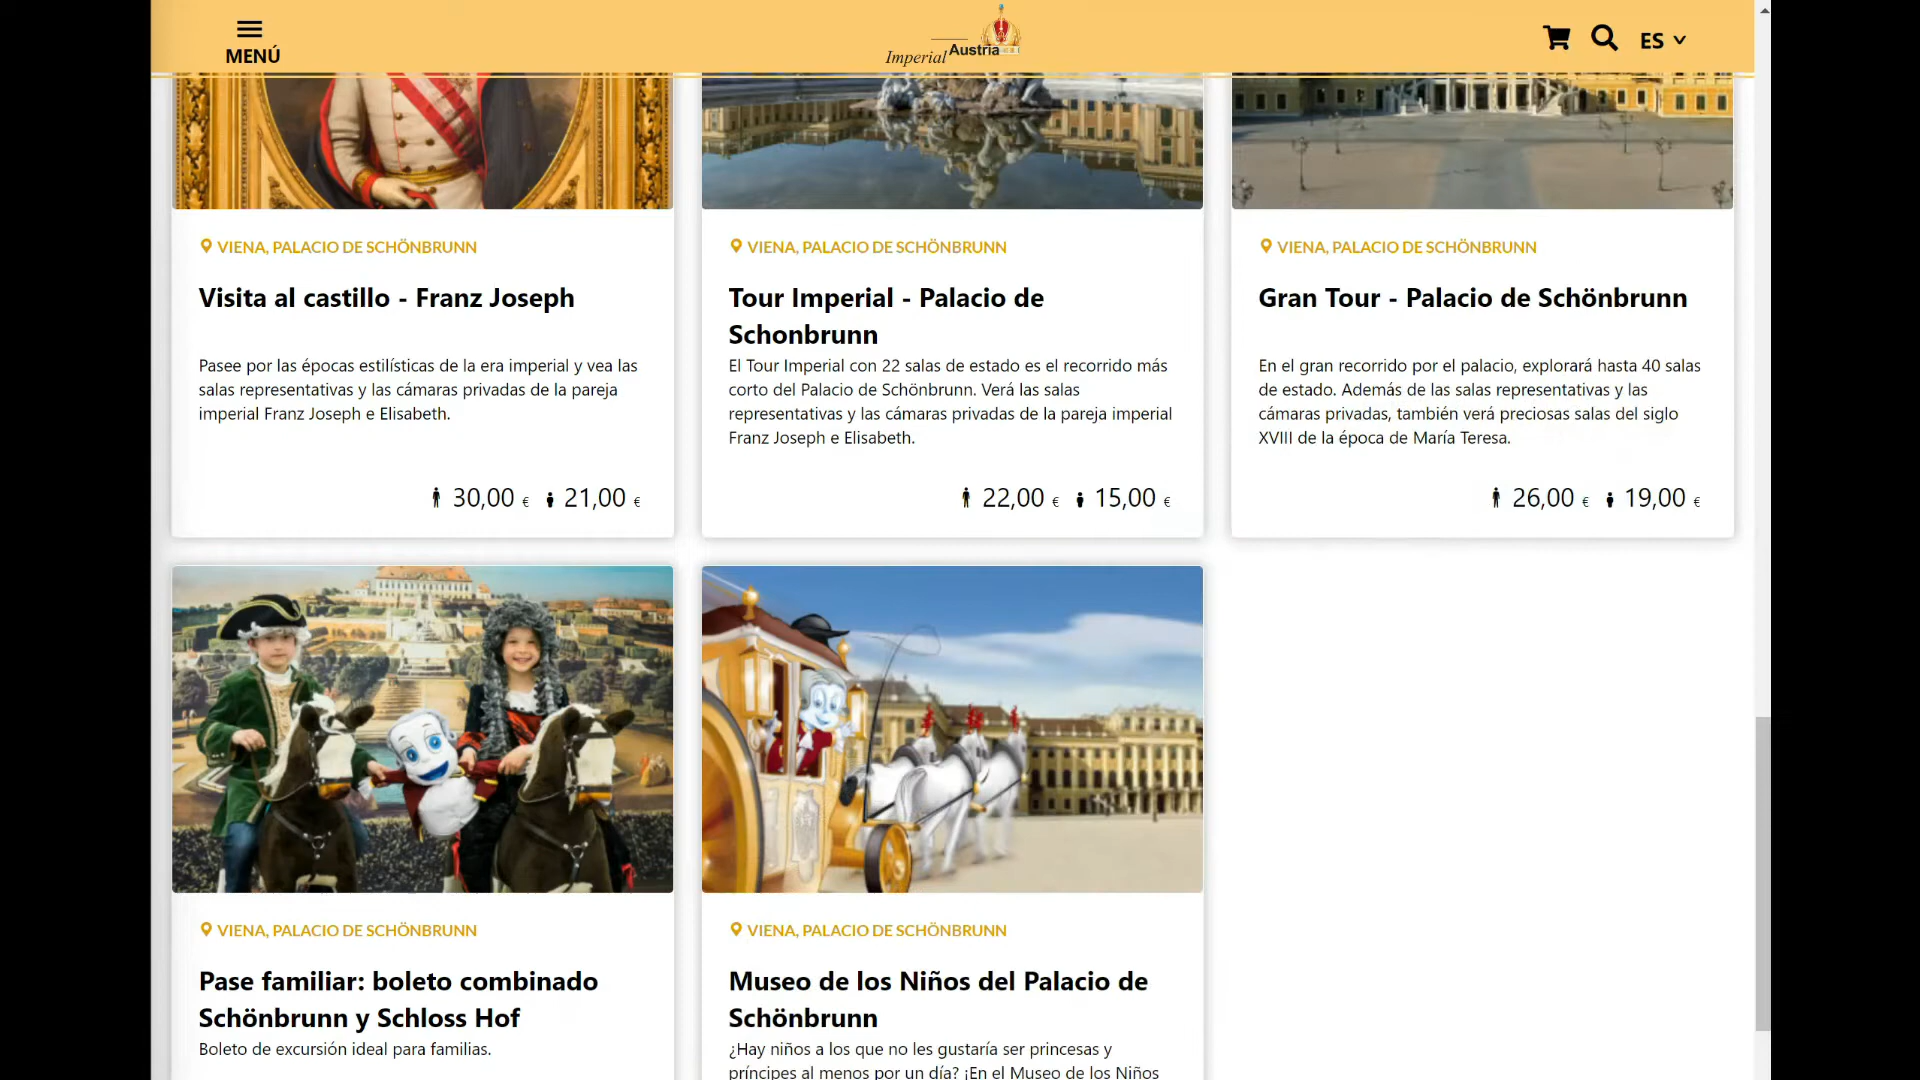 MENÚ
Imperial Austria
ES
VIENA, PALACIO DE SCHÖNBRUNN
Visita al castillo - Franz Joseph
Pasee por las épocas estilísticas de la era imperial y vea las
salas representativas y las cámaras privadas de la pareja
imperial Franz Joseph e Elisabeth.
30,00 € 21,00 €
VIENA, PALACIO DE SCHÖNBRUNN
Tour Imperial - Palacio de
Schonbrunn
El Tour Imperial con 22 salas de estado es el recorrido más
corto del Palacio de Schönbrunn. Verá las salas
representativas y las cámaras privadas de la pareja imperial
Franz Joseph e Elisabeth.
22,00 € 15,00 €
VIENA, PALACIO DE SCHÖNBRUNN
Gran Tour - Palacio de Schönbrunn
En el gran recorrido por el palacio, explorará hasta 40 salas
de estado. Además de las salas representativas y las
cámaras privadas, también verá preciosas salas del siglo
XVIII de la época de María Teresa.
26,00 € 19,00 €
VIENA, PALACIO DE SCHÖNBRUNN
Pase familiar: boleto combinado
Schönbrunn y Schloss Hof
Boleto de excursión ideal para familias.
VIENA, PALACIO DE SCHÖNBRUNN
Museo de los Niños del Palacio de
Schönbrunn
¿Hay niños a los que no les gustaría ser princesas y
príncipes al menos por un día? ¡En el Museo de los Niños